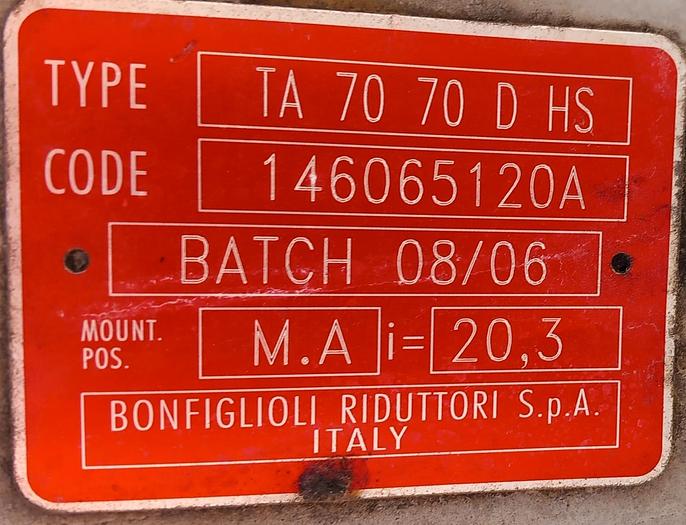 TYPE TA 70 70 D HS
CODE 146065120A
BATCH 08/06
MOUNT. POS. M.A i= 20,3
BONFIGLIOLI RIDUTTORI S.p.A.
ITALY